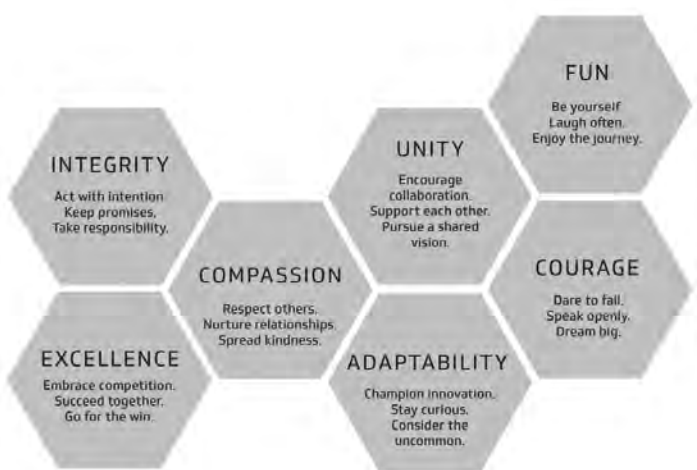 FUN
Be yourself
Laugh often.
Enjoy the journey.
INTEGRITY
Act with intention
Keep promises.
Take responsibility.
UNITY
Encourage
collaboration.
Support each other.
Pursue a shared
vision.
COMPASSION
Respect others.
Nurture relationships.
Spread kindness.
COURAGE
Dare to fail.
Speak openly.
Dream big.
EXCELLENCE
Embrace competition.
Succeed together.
Go for the win.
ADAPTABILITY
Champion innovation.
Stay curious.
Consider the
uncommon.